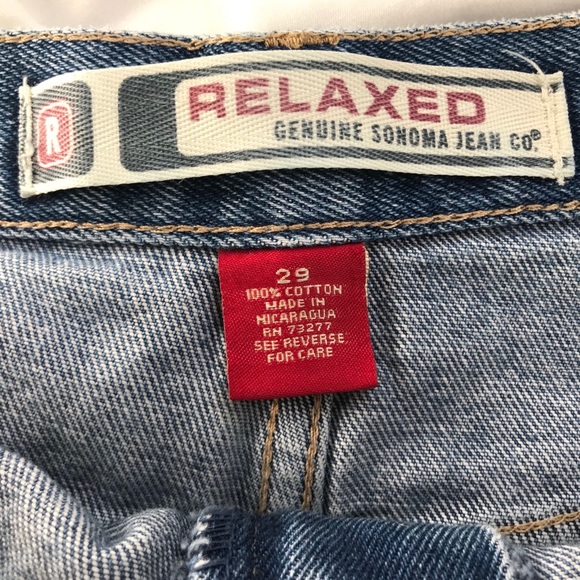 R
RELAXED
GENUINE SONOMA JEAN CO.®
29
100% COTTON
MADE IN
NICARAGUA
RN 73277
SEE REVERSE
FOR CARE